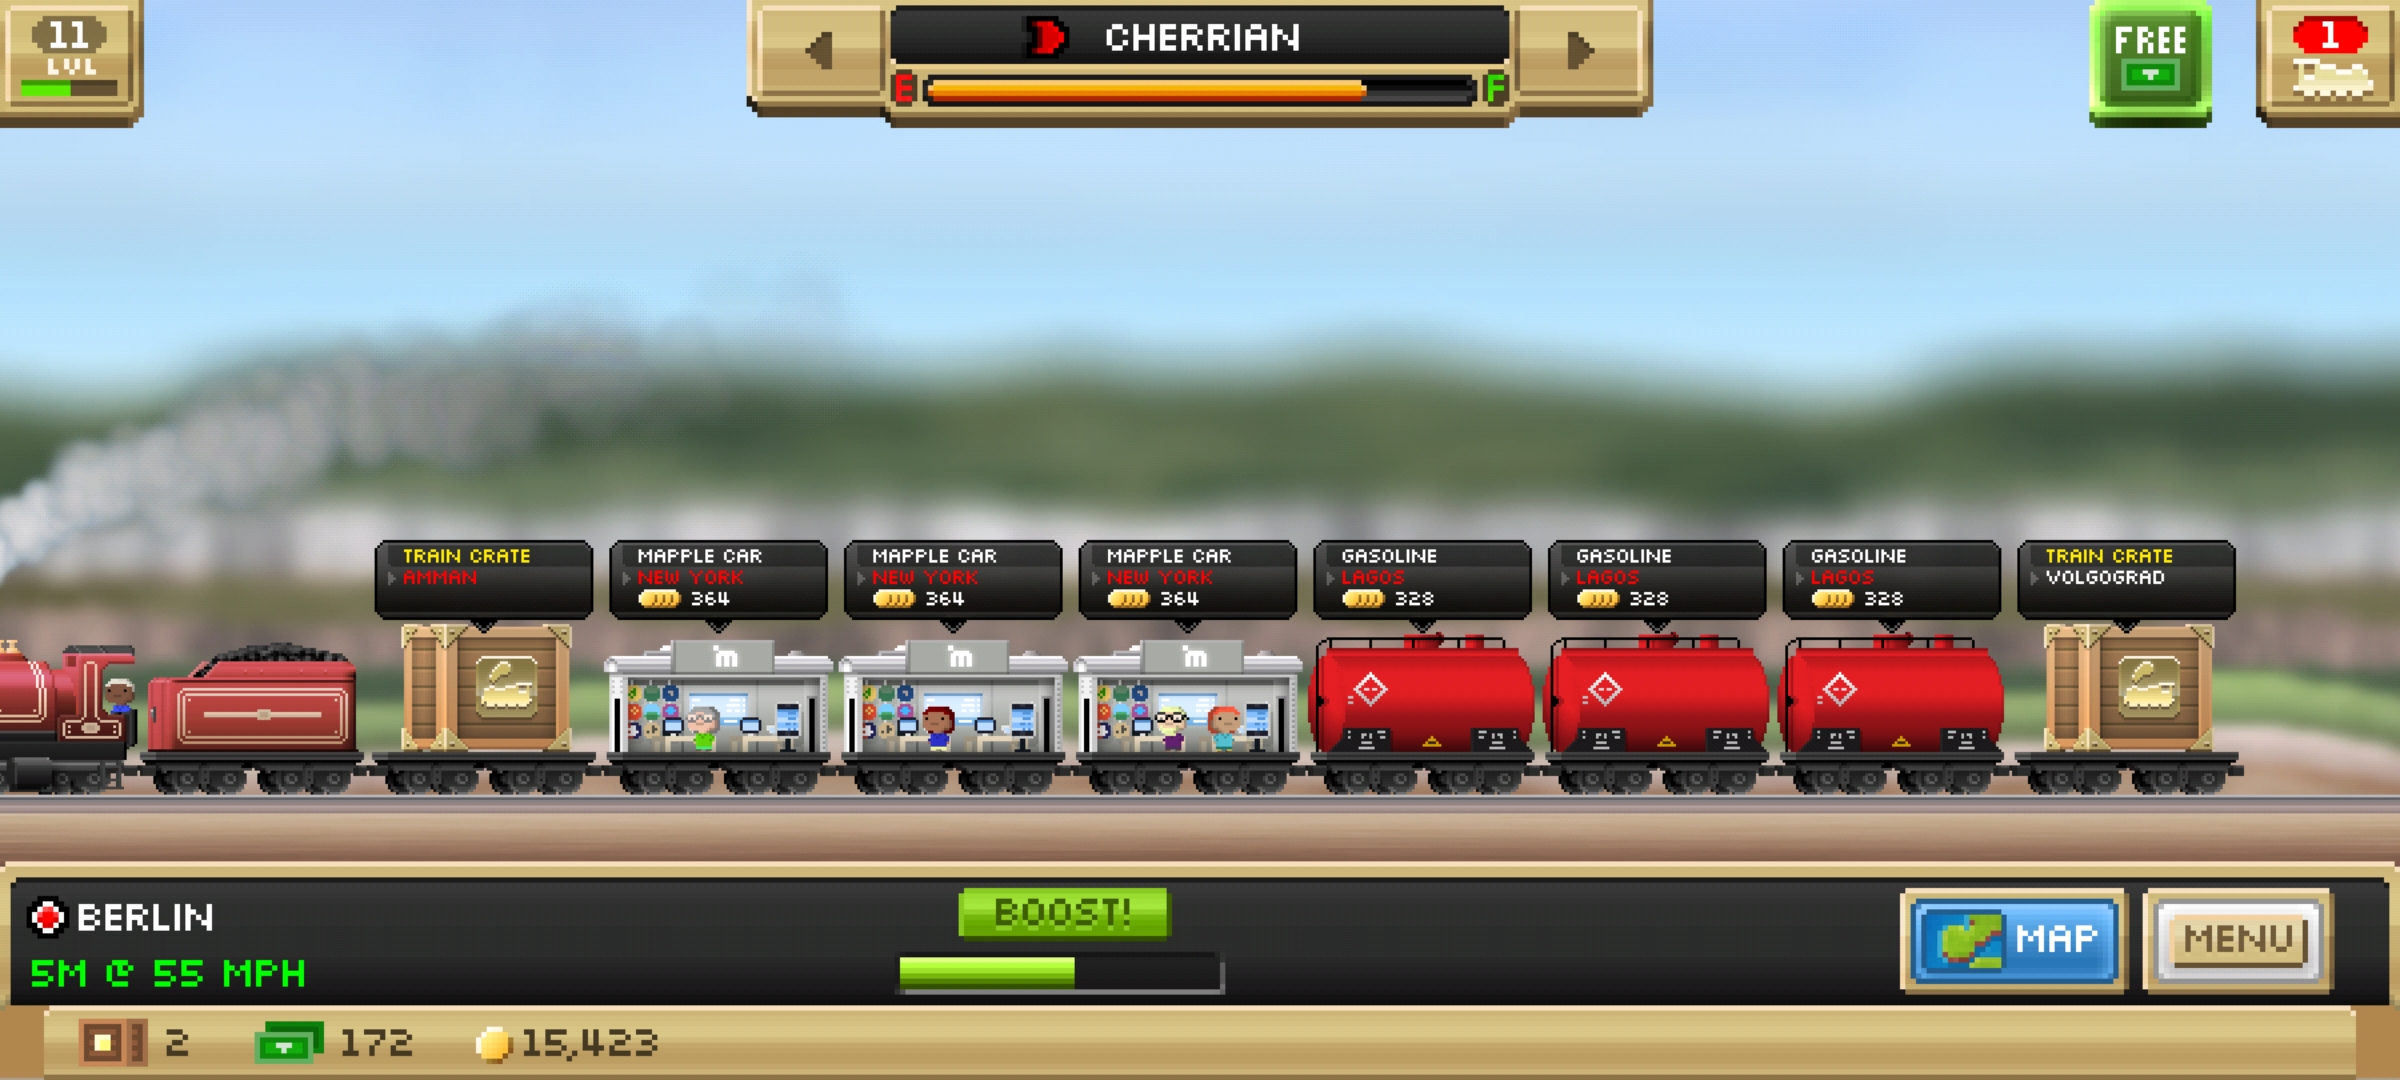 11
LVL
CHERRIAN
E
F
FREE
1
TRAIN CRATE
AMMAN
MAPPLE CAR
NEW YORK
364
MAPPLE CAR
NEW YORK
364
MAPPLE CAR
NEW YORK
364
GASOLINE
LAGOS
328
GASOLINE
LAGOS
328
GASOLINE
LAGOS
328
TRAIN CRATE
VOLGOGRAD
m
m
m
BERLIN
5M @ 55 MPH
BOOST!
MAP
MENU
2
172
15,423